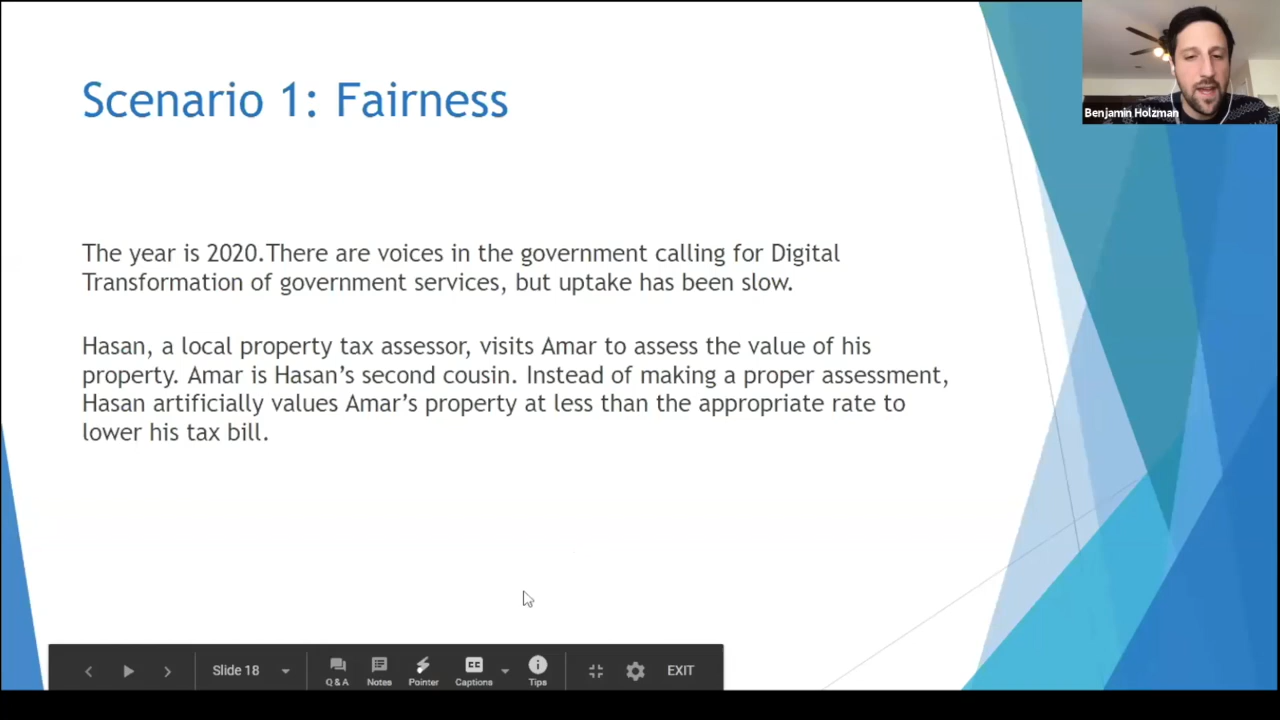 Scenario 1: Fairness
Benjamin Holzman
The year is 2020.There are voices in the government calling for Digital
Transformation of government services, but uptake has been slow.
Hasan, a local property tax assessor, visits Amar to assess the value of his
property. Amar is Hasan’s second cousin. Instead of making a proper assessment,
Hasan artificially values Amar’s property at less than the appropriate rate to
lower his tax bill.
Slide 18
Q & A
Notes
Pointer
CC
Captions
Tips
EXIT